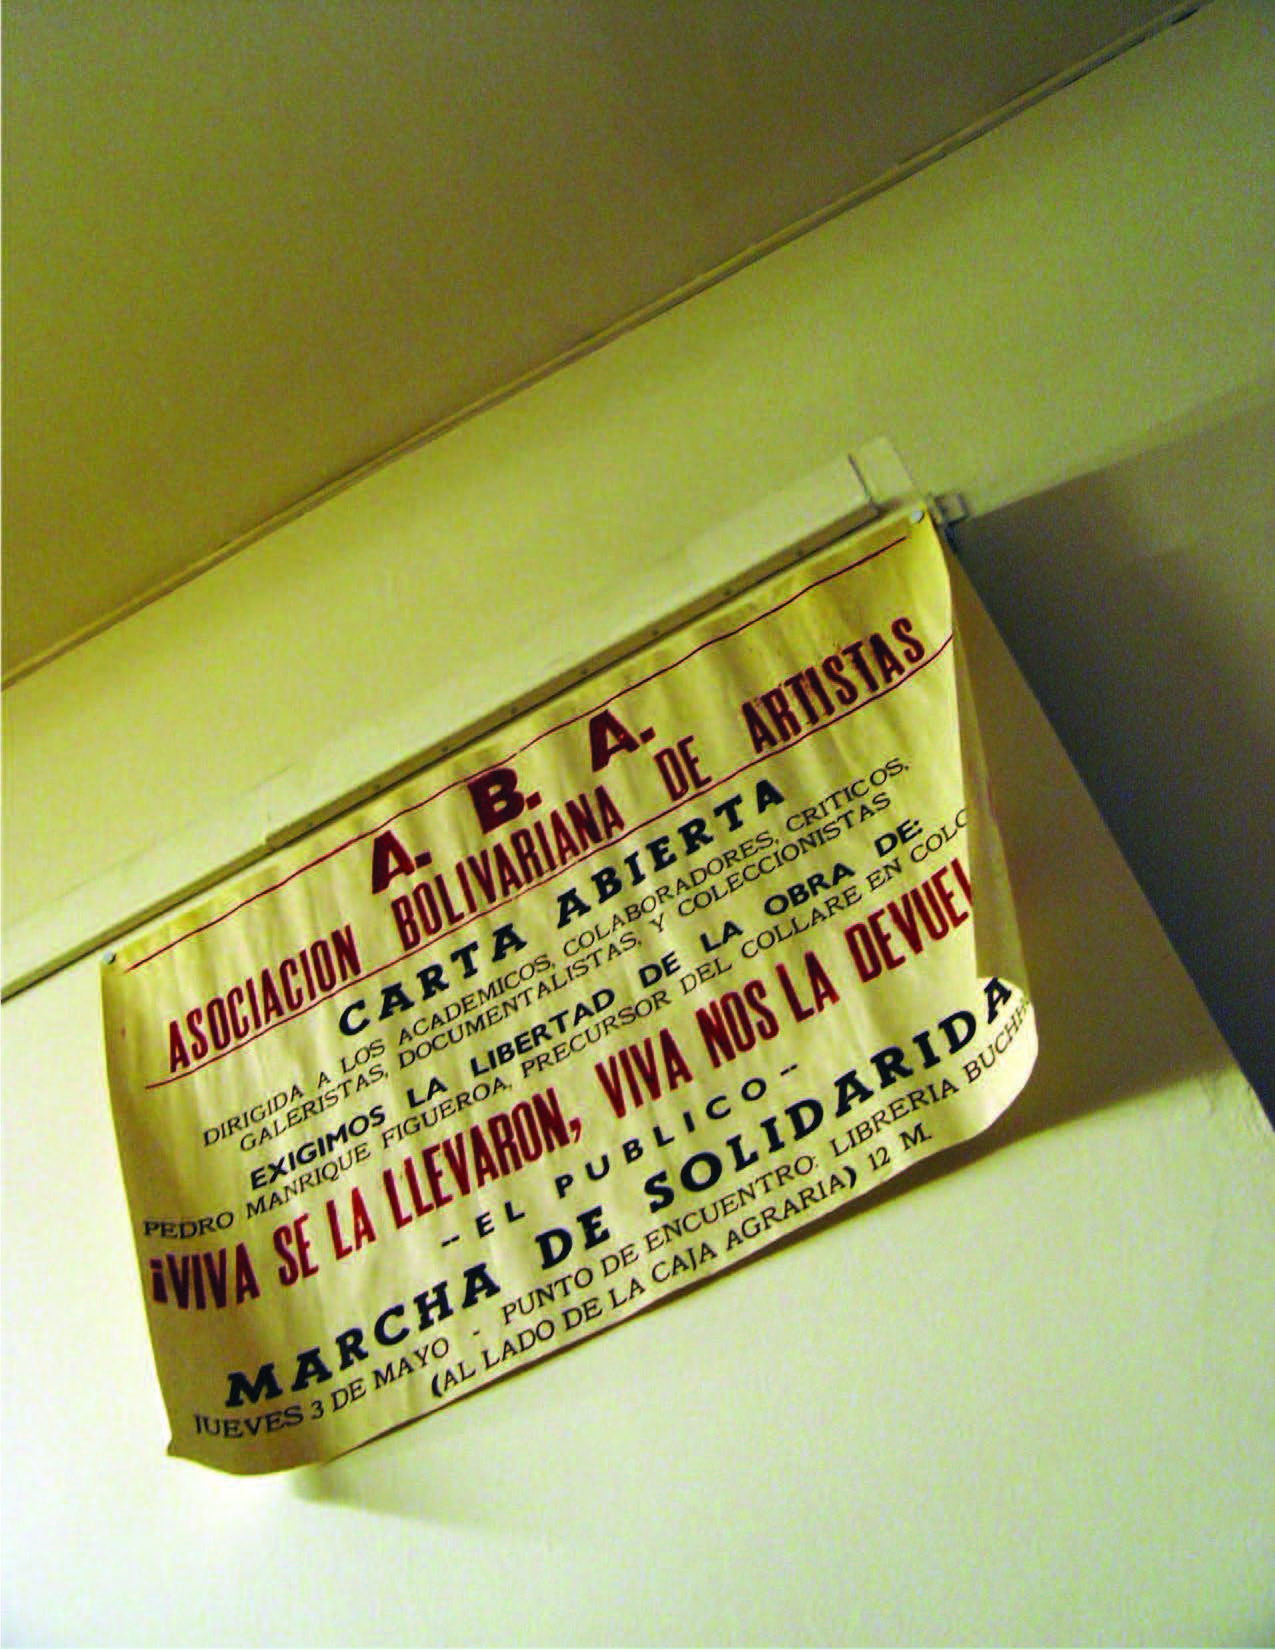 A. B. A.
ASOCIACION BOLIVARIANA DE ARTISTAS
CARTA ABIERTA
DIRIGIDA A LOS ACADEMICOS, COLABORADORES, CRITICOS,
GALERISTAS, DOCUMENTALISTAS, Y COLECCIONISTAS
EXIGIMOS LA LIBERTAD DE LA OBRA DE:
PEDRO MANRIQUE FIGUEROA, PRECURSOR DEL COLLARE EN
¡VIVA SE LA LLEVARON, VIVA NOS LA
-- EL PUBLICO --
MARCHA DE SOLIDARIDA
JUEVES 3 DE MAYO - PUNTO DE ENCUENTRO: LIBRERIA
(AL LADO DE LA CAJA AGRARIA) 12 M.